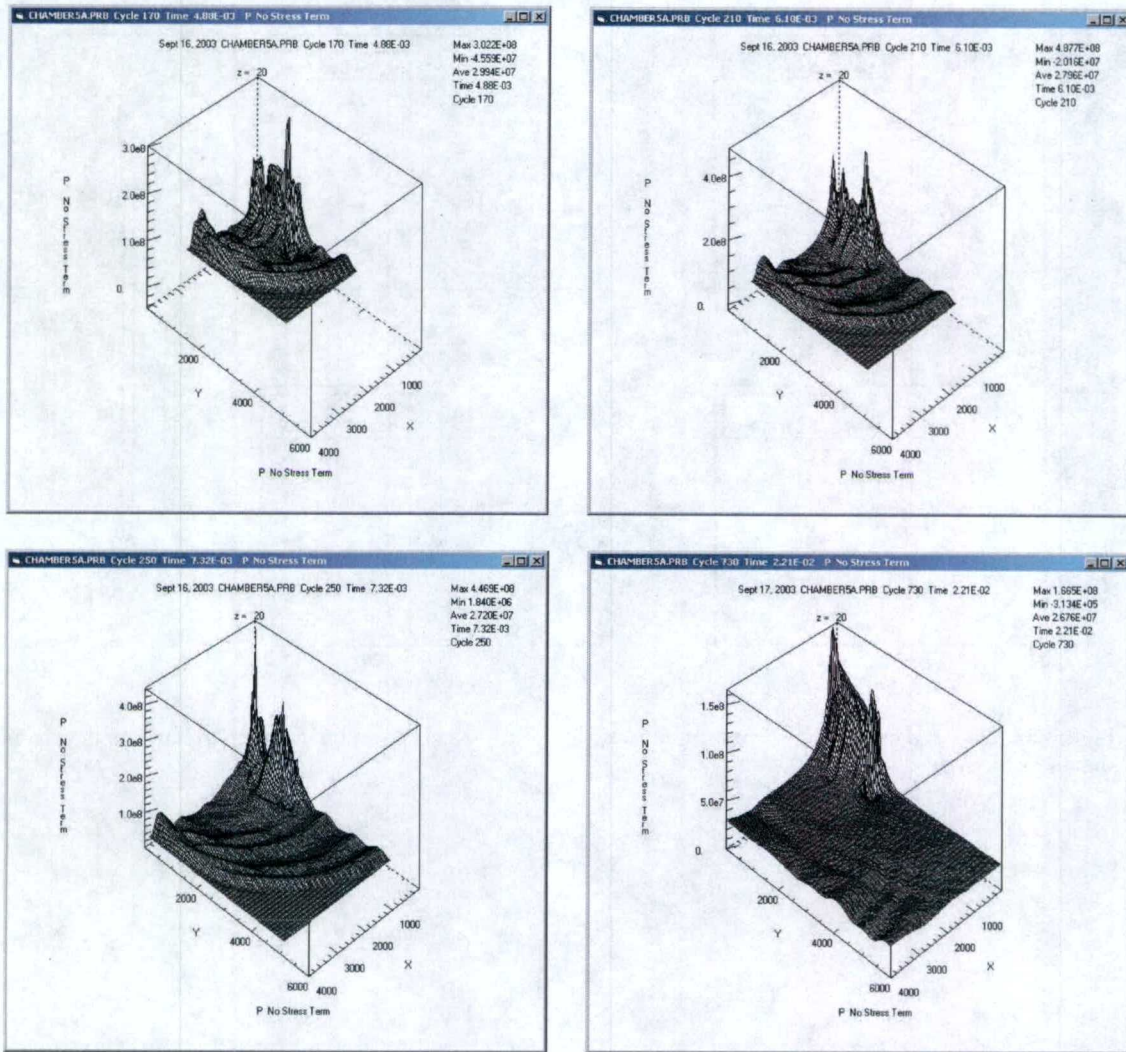 CHAMBER5A.PRB Cycle 170 Time 4.88E-03 P No Stress Term
Sept 16, 2003 CHAMBER5A.PRB Cycle 170 Time 4.88E-03
Max 3.022E+08
Min -4.559E+07
Ave 2.994E+07
Time 4.88E-03
Cycle 170
z = 20
3.0e8
2.0e8
1.0e8
0.
P No Stress Term
2000
4000
6000
Y
1000
2000
3000
4000
X
P No Stress Term
CHAMBER5A.PRB Cycle 210 Time 6.10E-03 P No Stress Term
Sept 16, 2003 CHAMBER5A.PRB Cycle 210 Time 6.10E-03
Max 4.877E+08
Min -2.016E+07
Ave 2.796E+07
Time 6.10E-03
Cycle 210
z = 20
4.0e8
2.0e8
0.
P No Stress Term
2000
4000
6000
Y
1000
2000
3000
4000
X
P No Stress Term
CHAMBER5A.PRB Cycle 250 Time 7.32E-03 P No Stress Term
Sept 16, 2003 CHAMBER5A.PRB Cycle 250 Time 7.32E-03
Max 4.469E+08
Min 1.840E+06
Ave 2.720E+07
Time 7.32E-03
Cycle 250
z = 20
4.0e8
3.0e8
2.0e8
1.0e8
P No Stress Term
2000
4000
6000
Y
1000
2000
3000
4000
X
P No Stress Term
CHAMBER5A.PRB Cycle 730 Time 2.21E-02 P No Stress Term
Sept 17, 2003 CHAMBER5A.PRB Cycle 730 Time 2.21E-02
Max 1.665E+08
Min -3.134E+05
Ave 2.676E+07
Time 2.21E-02
Cycle 730
z = 20
1.5e8
1.0e8
5.0e7
0.
P No Stress Term
2000
4000
6000
Y
1000
2000
3000
4000
X
P No Stress Term